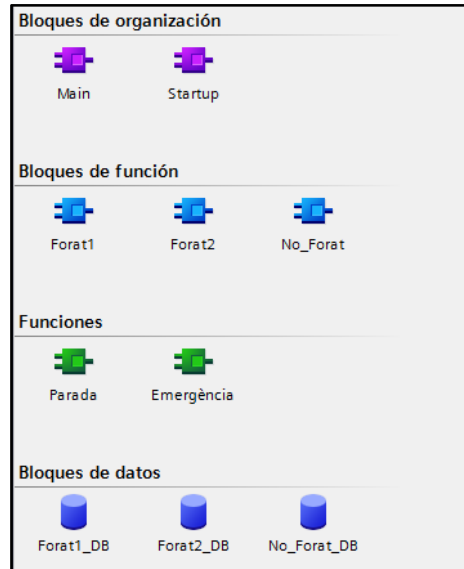 Bloques de organización
Main Startup
Bloques de función
Forat1 Forat2 No_Forat
Funciones
Parada Emergència
Bloques de datos
Forat1_DB Forat2_DB No_Forat_DB